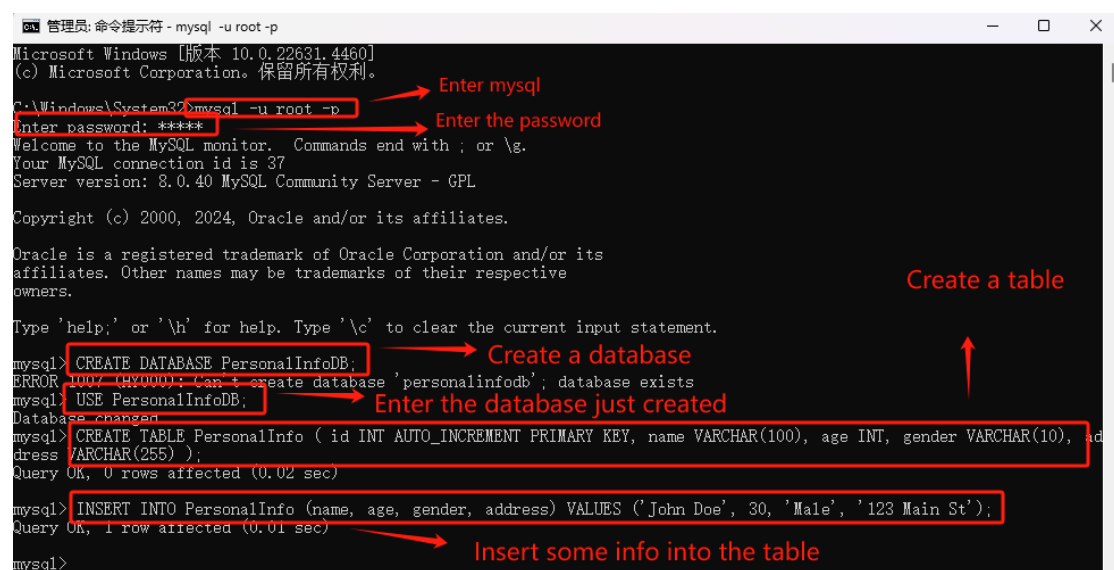 管理员: 命令提示符 - mysql -u root -p
Microsoft Windows [版本 10.0.22631.4460]
(c) Microsoft Corporation。保留所有权利。
Enter mysql
C:\Windows\System32>mysql -u root -p
Enter password: *****
Enter the password
Welcome to the MySQL monitor.  Commands end with ; or \g.
Your MySQL connection id is 37
Server version: 8.0.40 MySQL Community Server - GPL
Copyright (c) 2000, 2024, Oracle and/or its affiliates.
Oracle is a registered trademark of Oracle Corporation and/or its
affiliates. Other names may be trademarks of their respective
owners.
Create a table
Type 'help;' or '\h' for help. Type '\c' to clear the current input statement.
Create a database
mysql> CREATE DATABASE PersonalInfoDB;
ERROR 1007 (HY000): Can't create database 'personalinfodb'; database exists
mysql> USE PersonalInfoDB;
Enter the database just created
Database changed
mysql> CREATE TABLE PersonalInfo ( id INT AUTO_INCREMENT PRIMARY KEY, name VARCHAR(100), age INT, gender VARCHAR(10), ad
dress VARCHAR(255) );
Query OK, 0 rows affected (0.02 sec)
mysql> INSERT INTO PersonalInfo (name, age, gender, address) VALUES ('John Doe', 30, 'Male', '123 Main St');
Query OK, 1 row affected (0.01 sec)
Insert some info into the table
mysql>